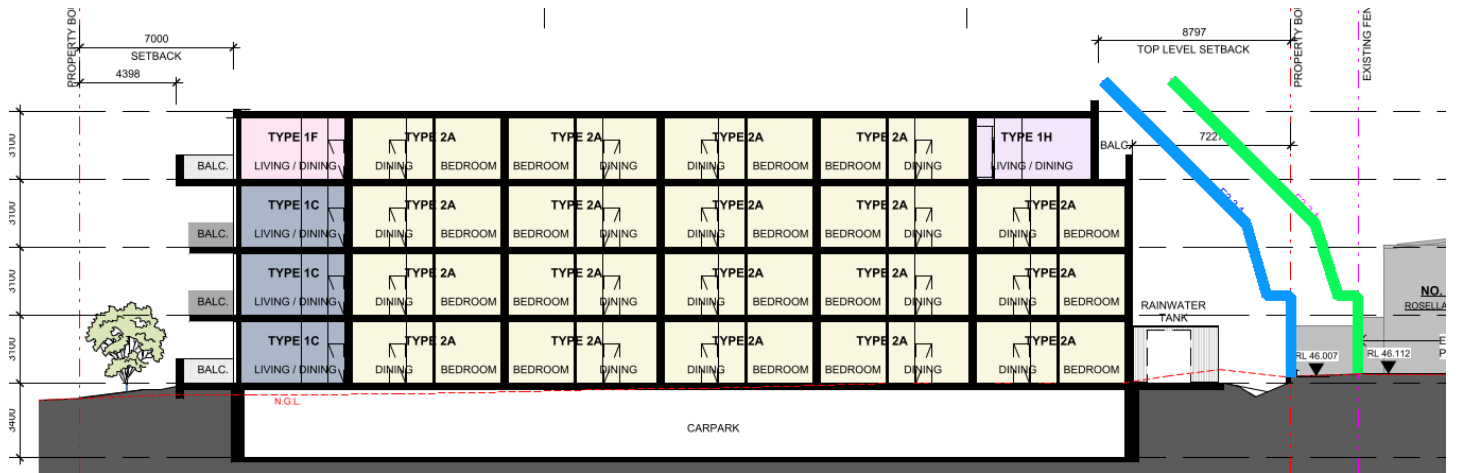 PROPERTY BO
7000
SETBACK
4398
8797
TOP LEVEL SETBACK
PROPERTY BO
EXISTING FEN
3100
TYPE 1F
TYPE 2A
TYPE 2A
TYPE 2A
TYPE 2A
TYPE 1H
7227
BALC.
BALC.
LIVING / DINING
DINING
BEDROOM
BEDROOM
DINING
DINING
BEDROOM
BEDROOM
DINING
LIVING / DINING
3100
TYPE 1C
TYPE 2A
TYPE 2A
TYPE 2A
TYPE 2A
TYPE 2A
BALC.
LIVING / DINING
DINING
BEDROOM
BEDROOM
DINING
DINING
BEDROOM
BEDROOM
DINING
DINING
BEDROOM
3100
TYPE 1C
TYPE 2A
TYPE 2A
TYPE 2A
TYPE 2A
TYPE 2A
BALC.
LIVING / DINING
DINING
BEDROOM
BEDROOM
DINING
DINING
BEDROOM
BEDROOM
DINING
DINING
BEDROOM
RAINWATER
TANK
NO.
ROSELLA
3100
TYPE 1C
TYPE 2A
TYPE 2A
TYPE 2A
TYPE 2A
TYPE 2A
BALC.
LIVING / DINING
DINING
BEDROOM
BEDROOM
DINING
DINING
BEDROOM
BEDROOM
DINING
DINING
BEDROOM
RL 46.007
RL 46.112
E
P
N.G.L.
3400
CARPARK